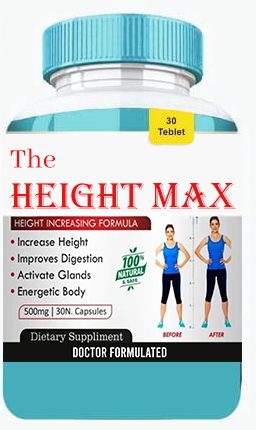 30
Teblet
The
HEIGHT MAX
HEIGHT INCREASING FORMULA
• Increase Height
• Improves Digestion
• Activate Glands
• Energetic Body
100%
NATURAL
& SAFE
500mg | 30N. Capsules
BEFORE
AFTER
Dietary Suppliment
DOCTOR FORMULATED